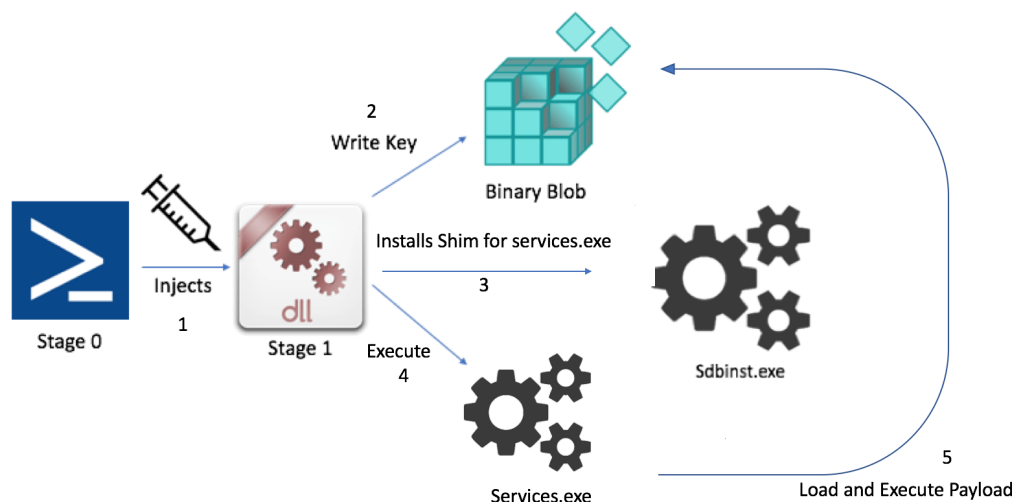 2
Write Key
Binary Blob
Installs Shim for services.exe
3
Injects
1
dll
Stage 0
Stage 1
Execute
4
Sdbinst.exe
Services.exe
5
Load and Execute Payload